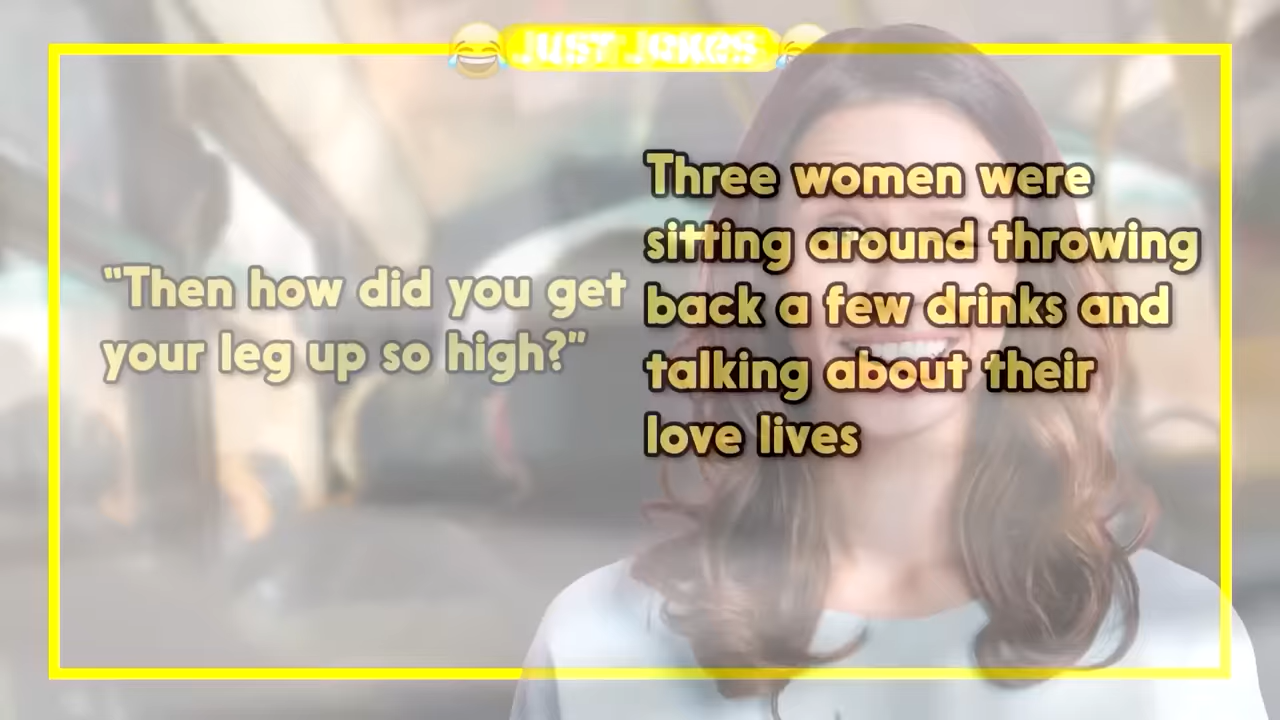 JUST JOKES
"Then how did you get
your leg up so high?"
Three women were
sitting around throwing
back a few drinks and
talking about their
love lives